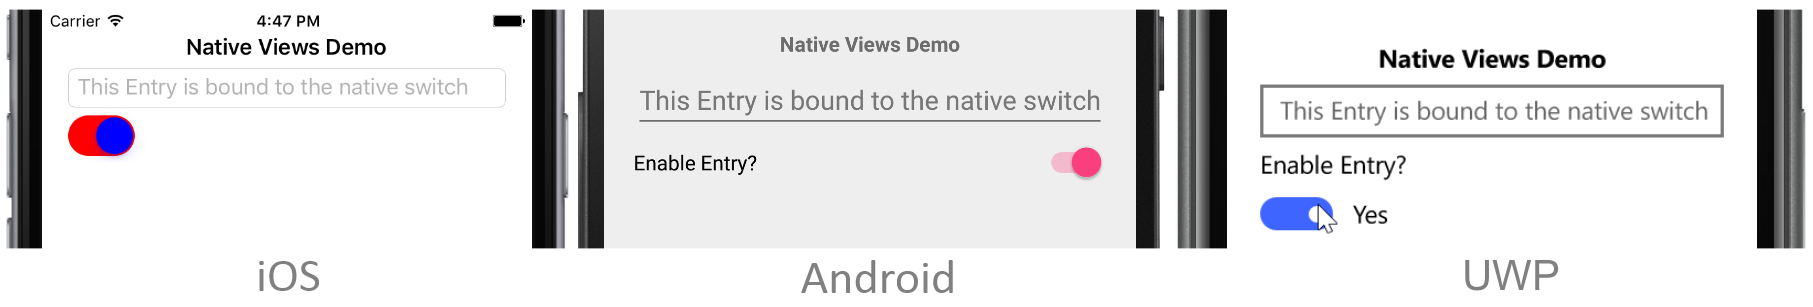 Carrier 4:47 PM
Native Views Demo
This Entry is bound to the native switch
iOS
Native Views Demo
This Entry is bound to the native switch
Enable Entry?
Android
Native Views Demo
This Entry is bound to the native switch
Enable Entry?
Yes
UWP